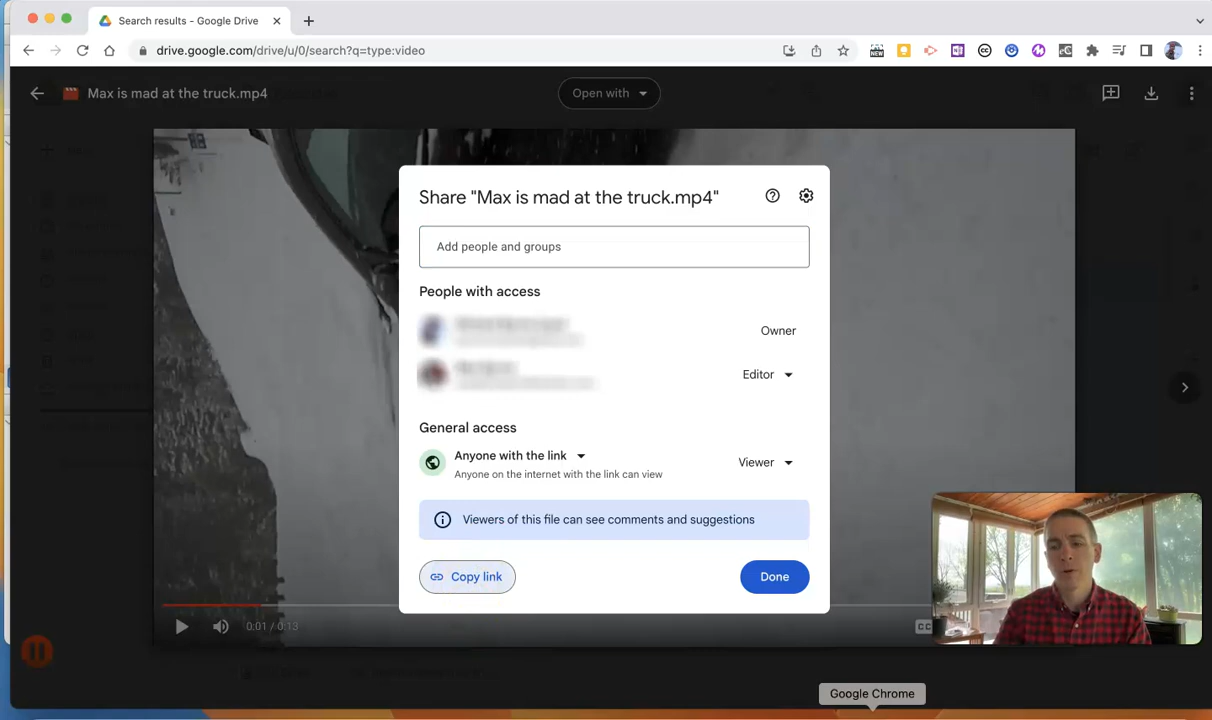 Search results - Google Drive
drive.google.com/drive/u/0/search?q=type:video
Max is mad at the truck.mp4
Open with
Share "Max is mad at the truck.mp4"
Add people and groups
People with access
Owner
Editor
General access
Anyone with the link
Anyone on the internet with the link can view
Viewer
Viewers of this file can see comments and suggestions
Copy link
Done
0:01 / 0:13
CC
Google Chrome